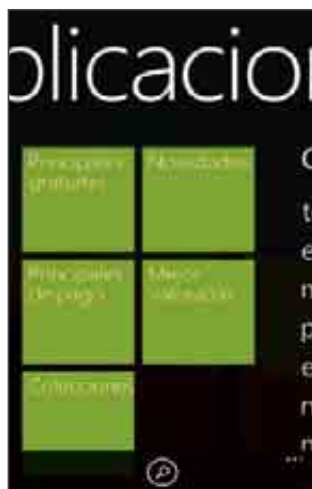 plicacion
Principales
gratuitas
Novedades
Principales
de pago
Mejor
valoración
Colecciones